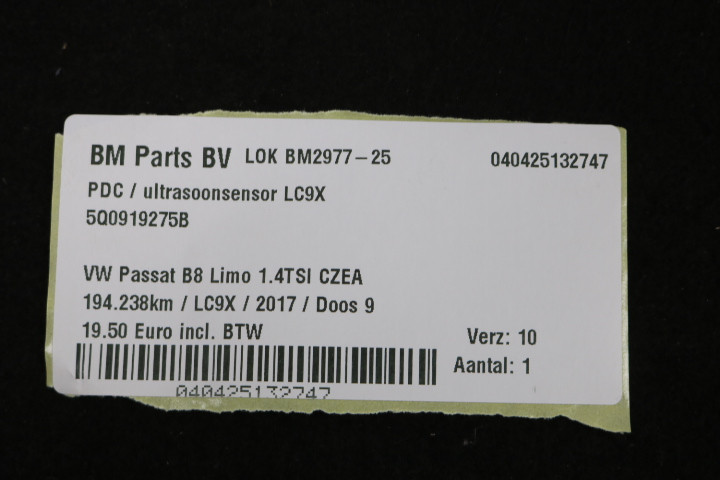 BM Parts BV LOK BM2977-25 040425132747
PDC / ultrasoonsensor LC9X
5Q0919275B
VW Passat B8 Limo 1.4TSI CZEA
194.238km / LC9X / 2017 / Doos 9
19.50 Euro incl. BTW Verz: 10
Aantal: 1
040425132747